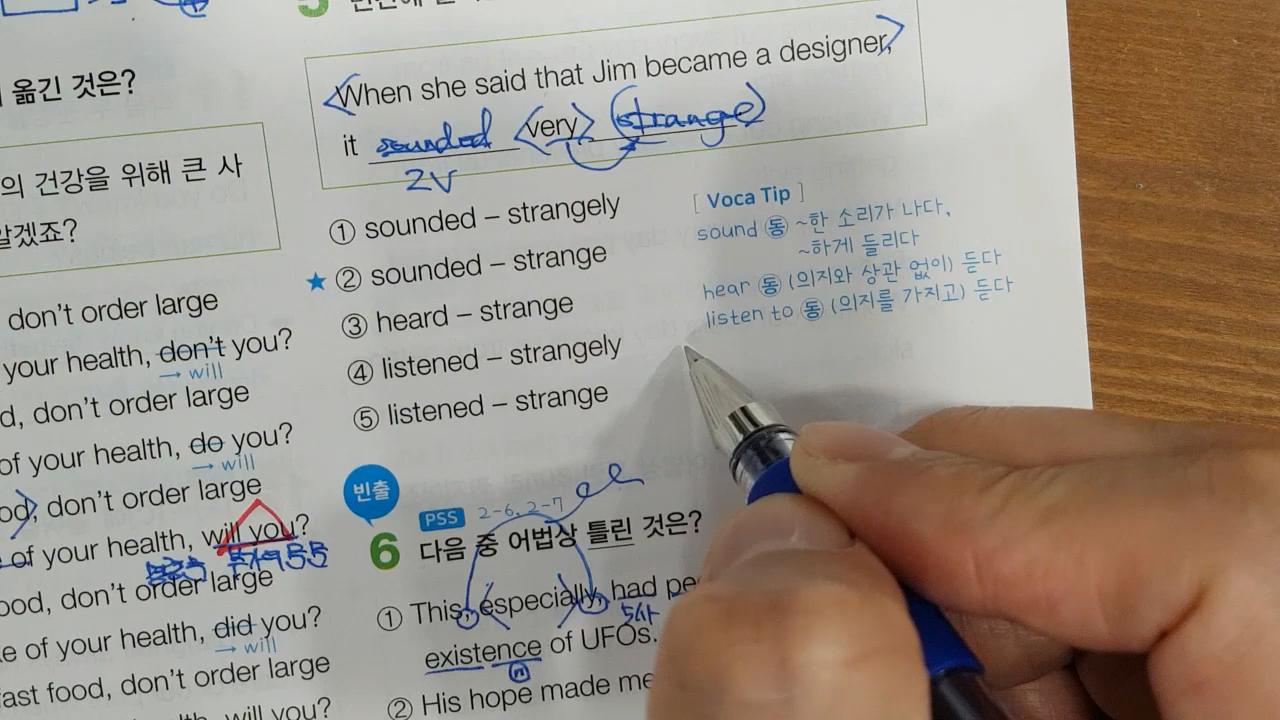 옮긴 것은?
의 건강을 위해 큰 사
알겠죠?
don't order large
your health, don't you?
→ will
d, don't order large
of your health, do you?
→ will
od, don't order large
of your health, will you?
ood, don't order large
e of your health, did you?
→ will
fast food, don't order large
will you?
5
When she said that Jim became a designer,
it sounded very strange
2V
① sounded – strangely
★ ② sounded – strange
③ heard – strange
④ listened – strangely
⑤ listened – strange
[ Voca Tip ]
sound 동 ~한 소리가 나다,
~하게 들리다
hear 동 (의지와 상관 없이) 듣다
listen to 동 (의지를 가지고) 듣다
빈출
PSS 2-6, 2-7
6 다음 중 어법상 틀린 것은?
① This, especially, had pe
existence of UFOs.
n
② His hope made me